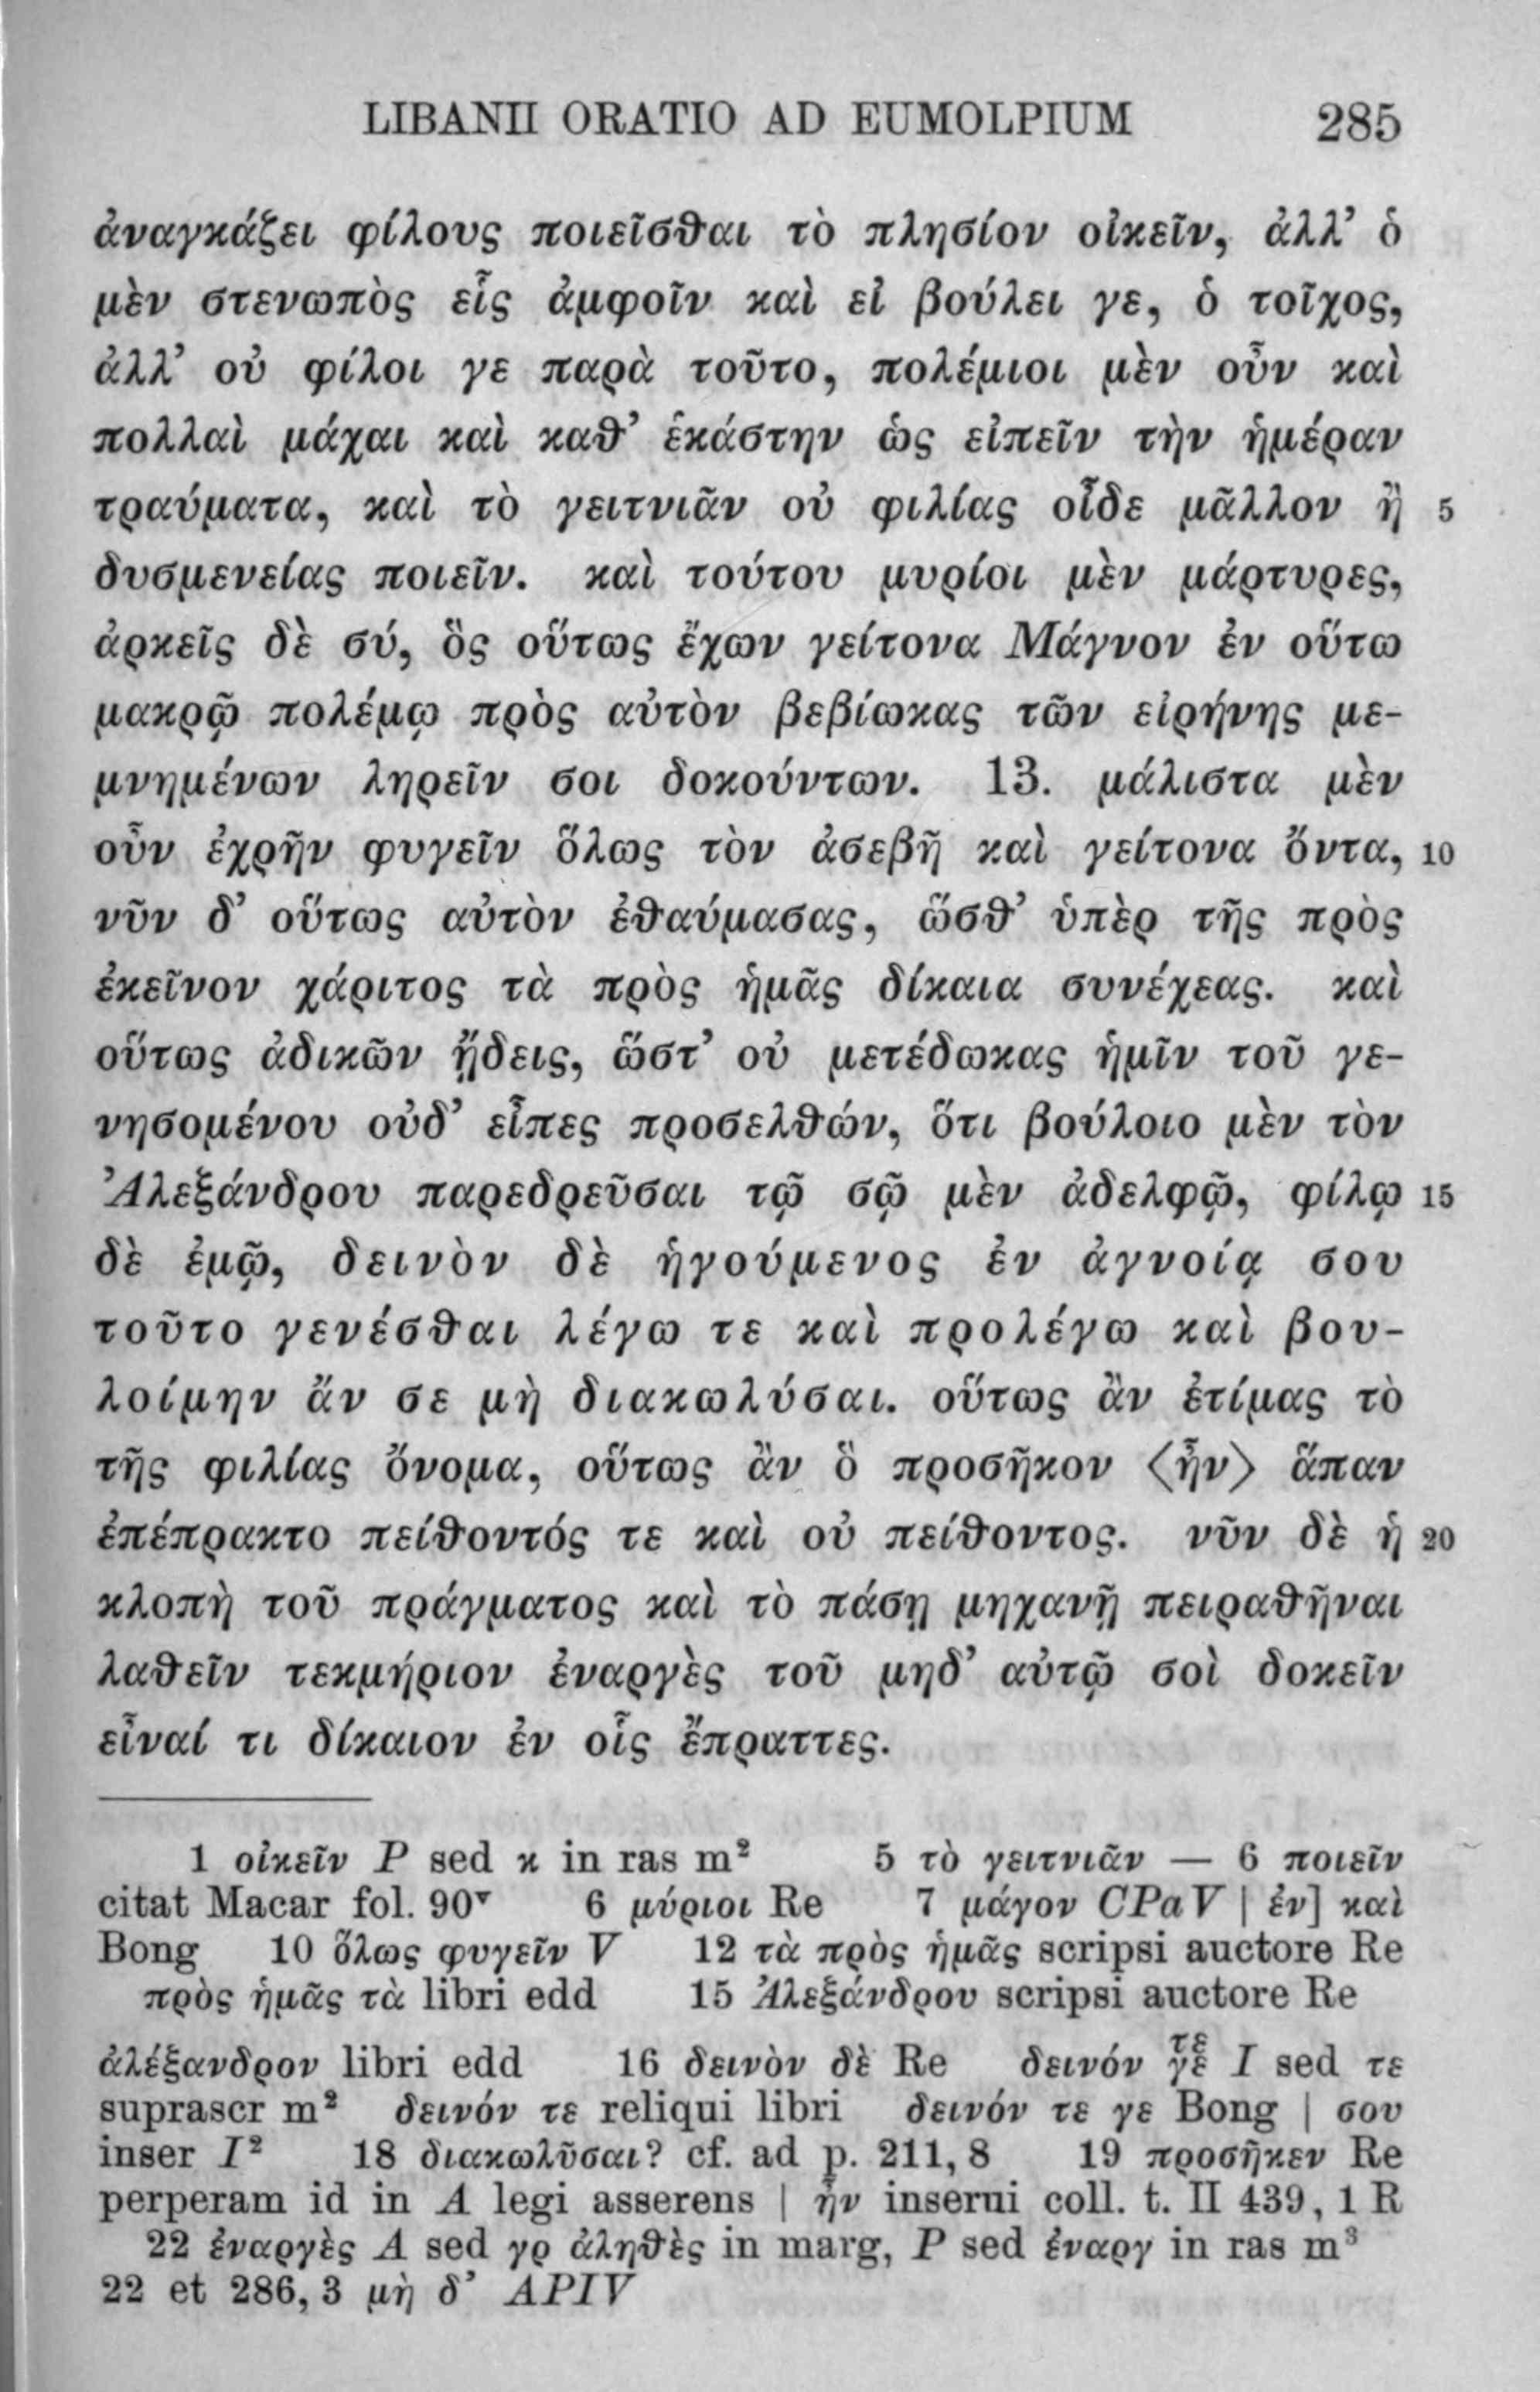 LIBANII ORATIO AD EUMOLPIUM 285
ἀναγκάζει φίλους ποιεῖσθαι τὸ πλησίον οἰκεῖν, ἀλλ’ ὁ
μὲν στενωπὸς εἷς ἀμφοῖν καὶ εἰ βούλει γε, ὁ τοῖχος,
ἀλλ’ οὐ φίλοι γε παρὰ τοῦτο, πολέμιοι μὲν οὖν καὶ
πολλαὶ μάχαι καὶ καθ’ ἑκάστην ὡς εἰπεῖν τὴν ἡμέραν
τραύματα, καὶ τὸ γειτνιᾶν οὐ φιλίας οἶδε μᾶλλον ἢ 5
δυσμενείας ποιεῖν. καὶ τούτου μυρίοι μὲν μάρτυρες,
ἀρκεῖς δὲ σύ, ὃς οὕτως ἔχων γείτονα Μάγνον ἐν οὕτω
μακρῷ πολέμῳ πρὸς αὐτὸν βεβίωκας τῶν εἰρήνης με-
μνημένων ληρεῖν σοι δοκούντων. 13. μάλιστα μὲν
οὖν ἐχρῆν φυγεῖν ὅλως τὸν ἀσεβῆ καὶ γείτονα ὄντα, 10
νῦν δ’ οὕτως αὐτὸν ἐθαύμασας, ὥσθ’ ὑπὲρ τῆς πρὸς
ἐκεῖνον χάριτος τὰ πρὸς ἡμᾶς δίκαια συνέχεας. καὶ
οὕτως ἀδικῶν ᾔδεις, ὥστ’ οὐ μετέδωκας ἡμῖν τοῦ γε-
νησομένου οὐδ’ εἶπες προσελθών, ὅτι βούλοιο μὲν τὸν
Ἀλεξάνδρου παρεδρεῦσαι τῷ σῷ μὲν ἀδελφῷ, φίλῳ 15
δὲ ἐμῷ, δεινὸν δὲ ἡγούμενος ἐν ἀγνοίᾳ σου
τοῦτο γενέσθαι λέγω τε καὶ προλέγω καὶ βου-
λοίμην ἄν σε μὴ διακωλύσαι. οὕτως ἂν ἐτίμας τὸ
τῆς φιλίας ὄνομα, οὕτως ἂν ὃ προσῆκον ⟨ἦν⟩ ἅπαν
ἐπέπρακτο πείθοντός τε καὶ οὐ πείθοντος. νῦν δὲ ἡ 20
κλοπὴ τοῦ πράγματος καὶ τὸ πάσῃ μηχανῇ πειραθῆναι
λαθεῖν τεκμήριον ἐναργὲς τοῦ μηδ’ αὐτῷ σοὶ δοκεῖν
εἶναί τι δίκαιον ἐν οἷς ἔπραττες.
1 οἰκεῖν P sed κ in ras m² 5 τὸ γειτνιᾶν — 6 ποιεῖν
citat Macar fol. 90ᵛ 6 μύριοι Re 7 μάγον CPaV | ἐν] καὶ
Bong 10 ὅλως φυγεῖν V 12 τὰ πρὸς ἡμᾶς scripsi auctore Re
πρὸς ἡμᾶς τὰ libri edd 15 Ἀλεξάνδρου scripsi auctore Re
ἀλέξανδρον libri edd 16 δεινὸν δὲ Re δεινόν γὲ τὲ I sed τε
suprascr m² δεινόν τε reliqui libri δεινόν τε γε Bong | σου
inser I² 18 διακωλῦσαι? cf. ad p. 211, 8 19 προσῆκεν Re
perperam id in A legi asserens | ἦν inserui coll. t. II 439, 1 R
22 ἐναργὲς A sed γρ ἀληθὲς in marg, P sed ἐναργ in ras m³
22 et 286, 3 μὴ δ’ APIV